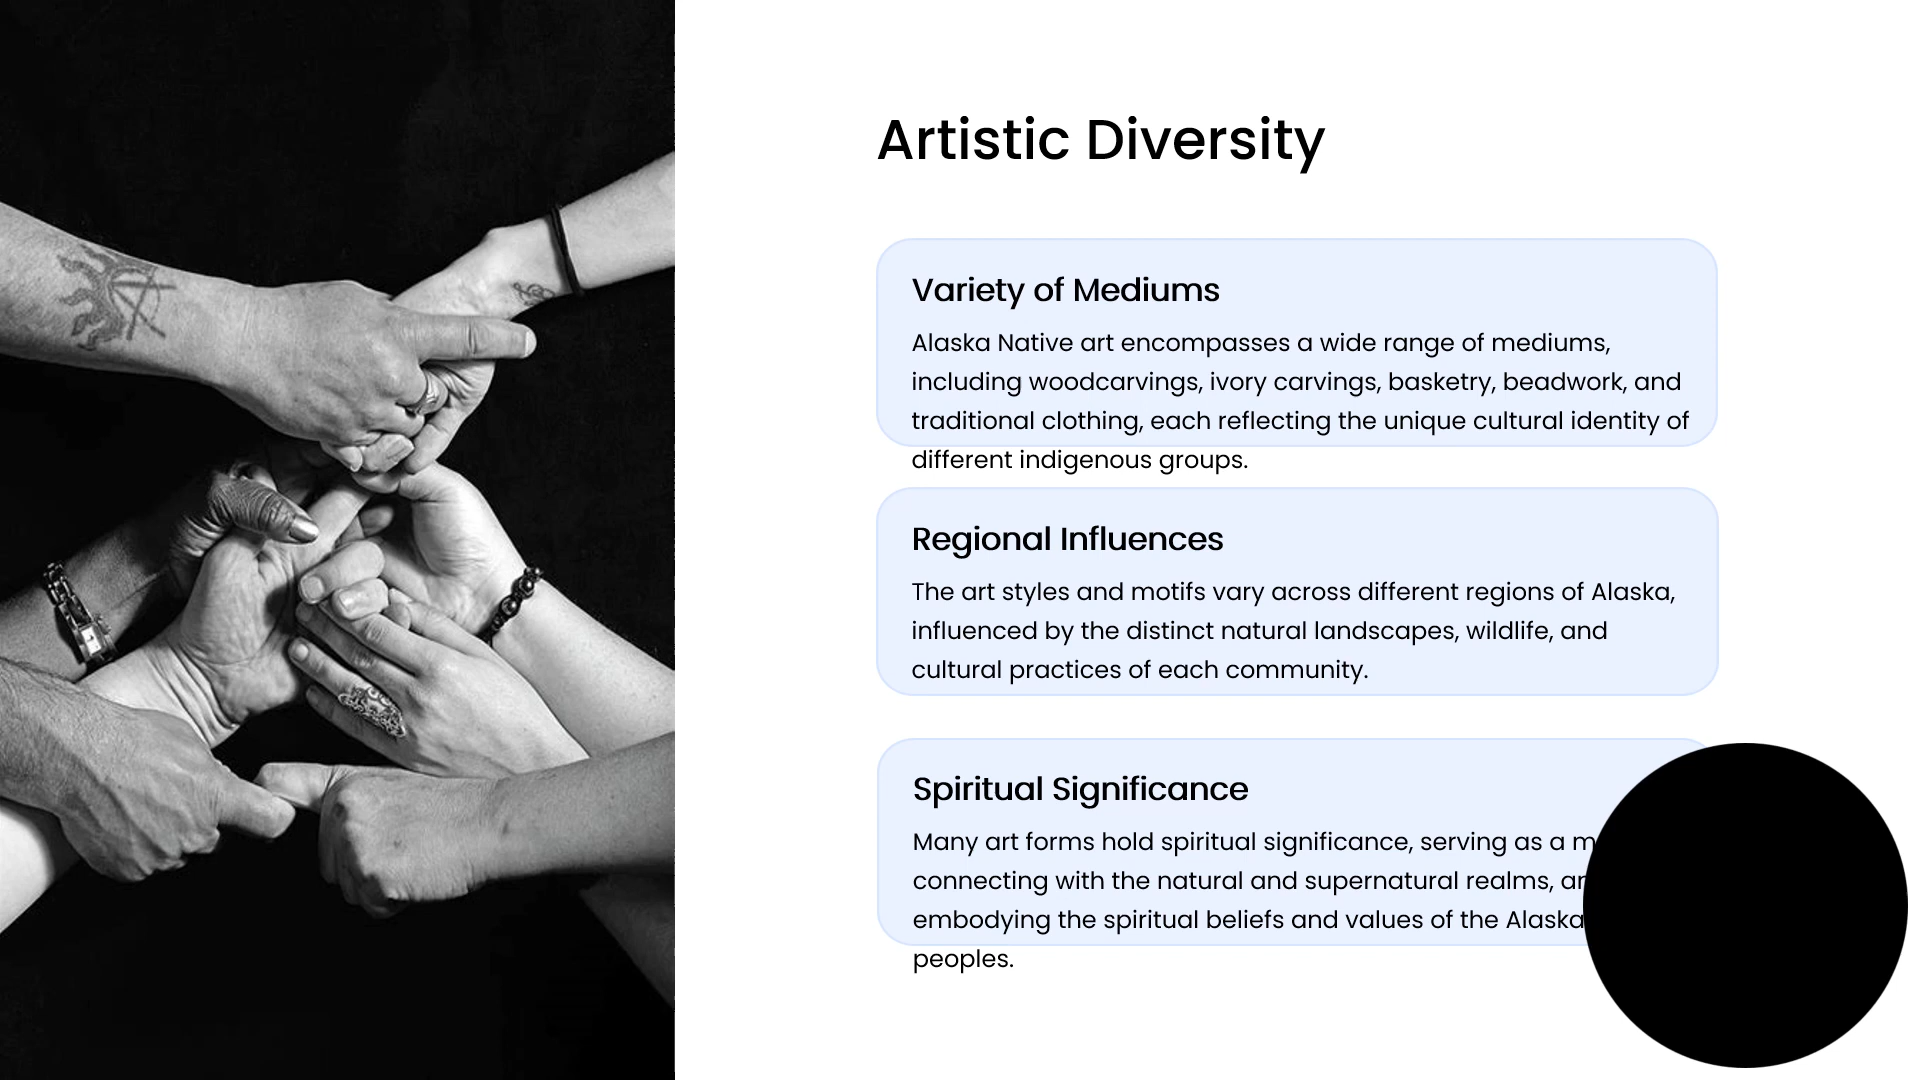 Artistic Diversity
Variety of Mediums
Alaska Native art encompasses a wide range of mediums,
including woodcarvings, ivory carvings, basketry, beadwork, and
traditional clothing, each reflecting the unique cultural identity of
different indigenous groups.
Regional Influences
The art styles and motifs vary across different regions of Alaska,
influenced by the distinct natural landscapes, wildlife, and
cultural practices of each community.
Spiritual Significance
Many art forms hold spiritual significance, serving as a
connecting with the natural and supernatural realms,
embodying the spiritual beliefs and values of the Alaska
peoples.